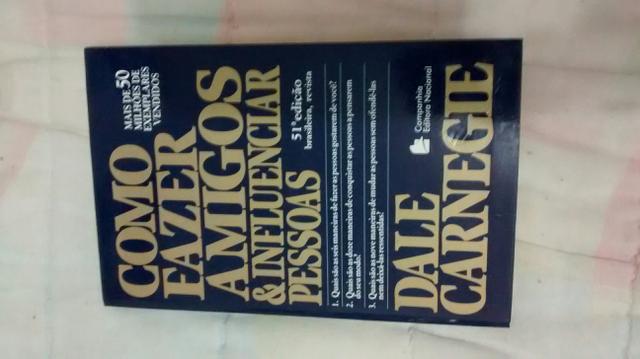 MAIS DE 50
MILHÕES DE
EXEMPLARES
VENDIDOS
COMO
FAZER
AMIGOS
& INFLUENCIAR
PESSOAS
51ª edição
brasileira, revista
1. Quais são as seis maneiras de fazer as pessoas gostarem de você?
2. Quais são as doze maneiras de conquistar as pessoas a pensarem
do seu modo?
3. Quais são as nove maneiras de mudar as pessoas sem ofendê-las
nem deixá-las ressentidas?
DALE
CARNEGIE
Companhia
Editora Nacional